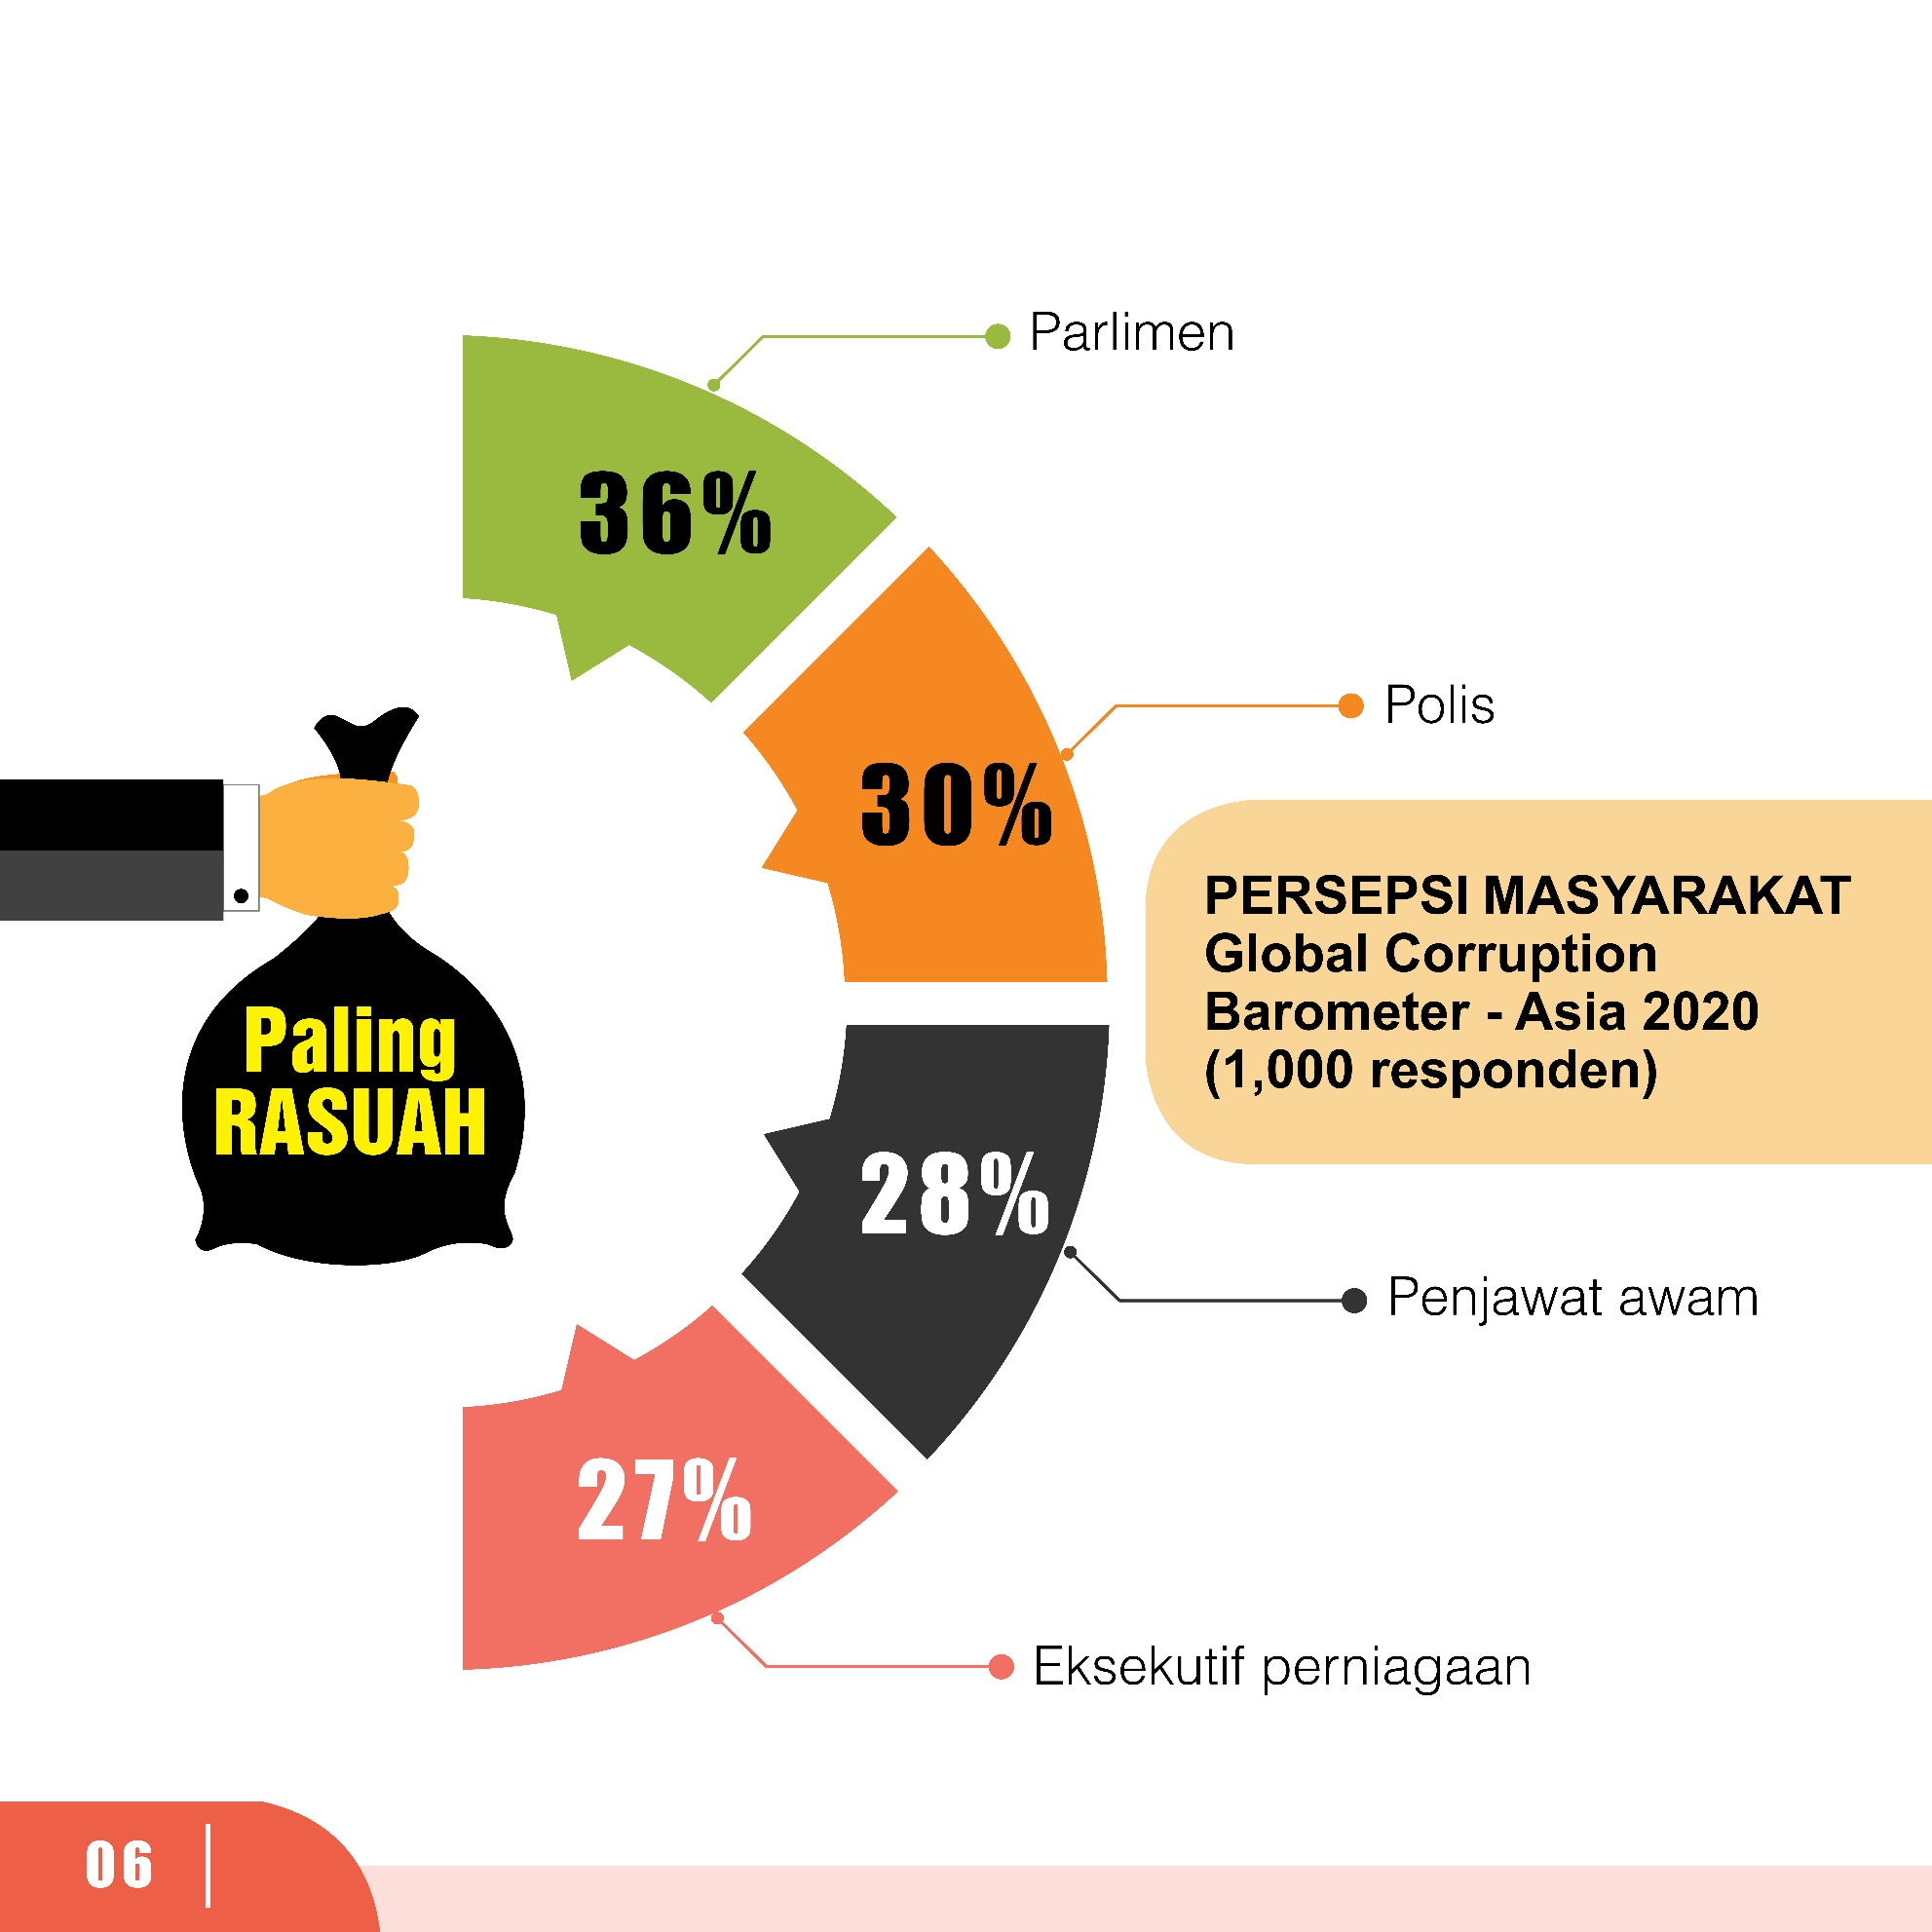 Parlimen
36%
Polis
30%
PERSEPSI MASYARAKAT
Global Corruption
Barometer - Asia 2020
(1,000 responden)
Paling
RASUAH
28%
Penjawat awam
27%
Eksekutif perniagaan
06